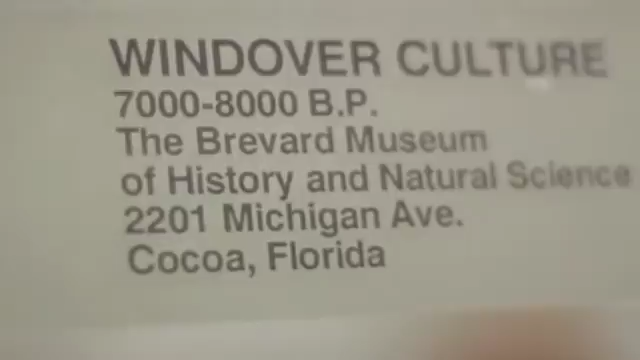 WINDOVER CULTURE
7000-8000 B.P.
The Brevard Museum
of History and Natural Science
2201 Michigan Ave.
Cocoa, Florida